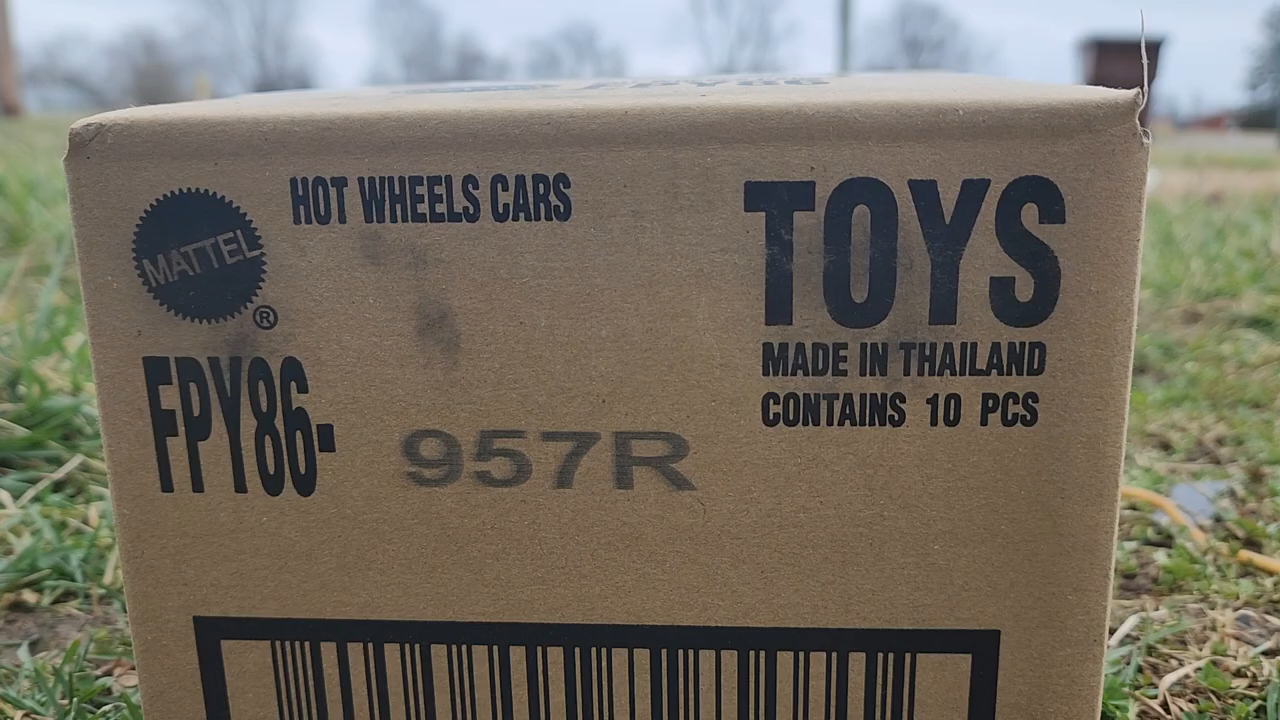 HOT WHEELS CARS
MATTEL
®
FPY86-
957R
TOYS
MADE IN THAILAND
CONTAINS 10 PCS